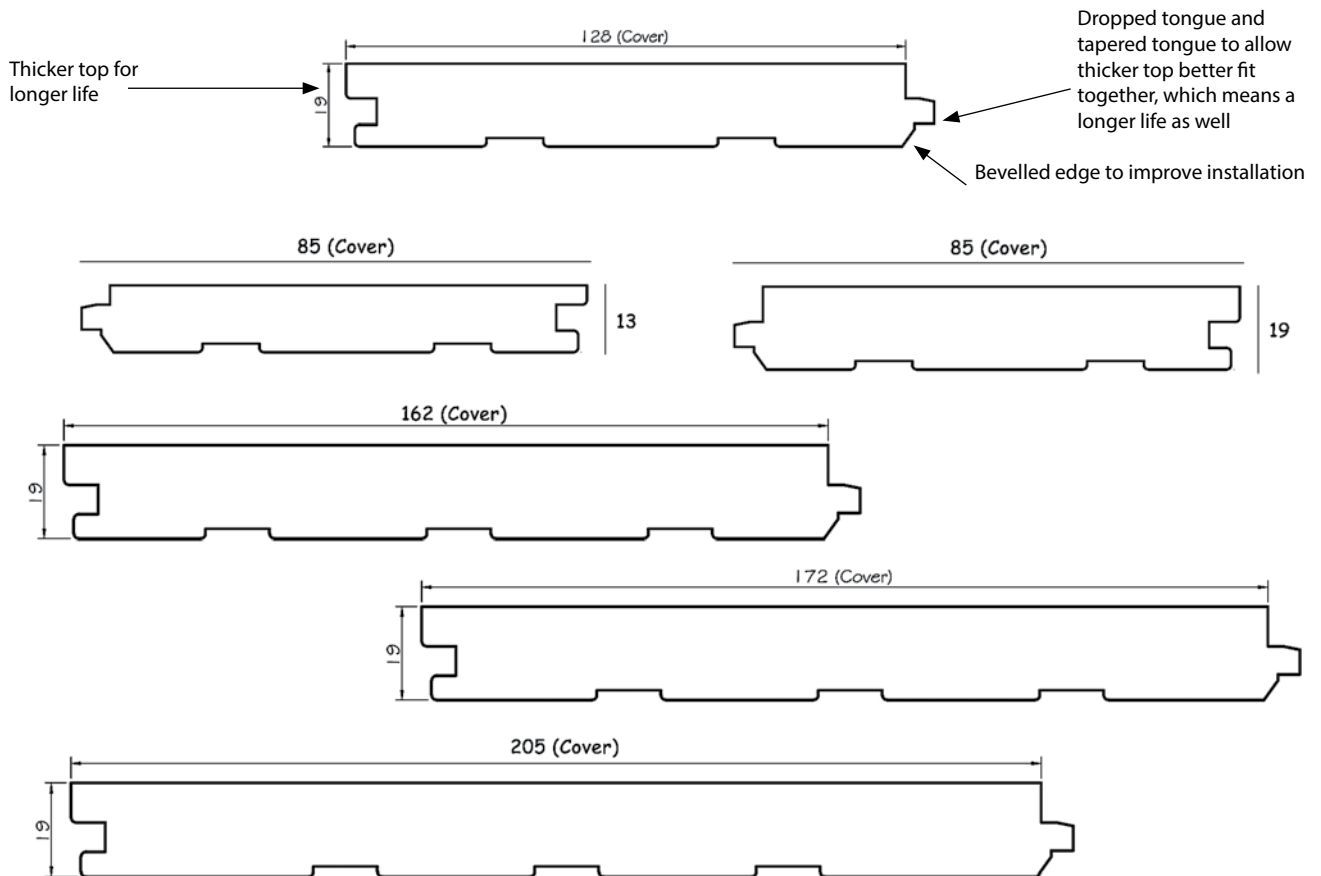 Thicker top for
longer life
128 (Cover)
19
Dropped tongue and
tapered tongue to allow
thicker top better fit
together, which means a
longer life as well
Bevelled edge to improve installation
85 (Cover)
13
85 (Cover)
19
162 (Cover)
19
172 (Cover)
19
205 (Cover)
19